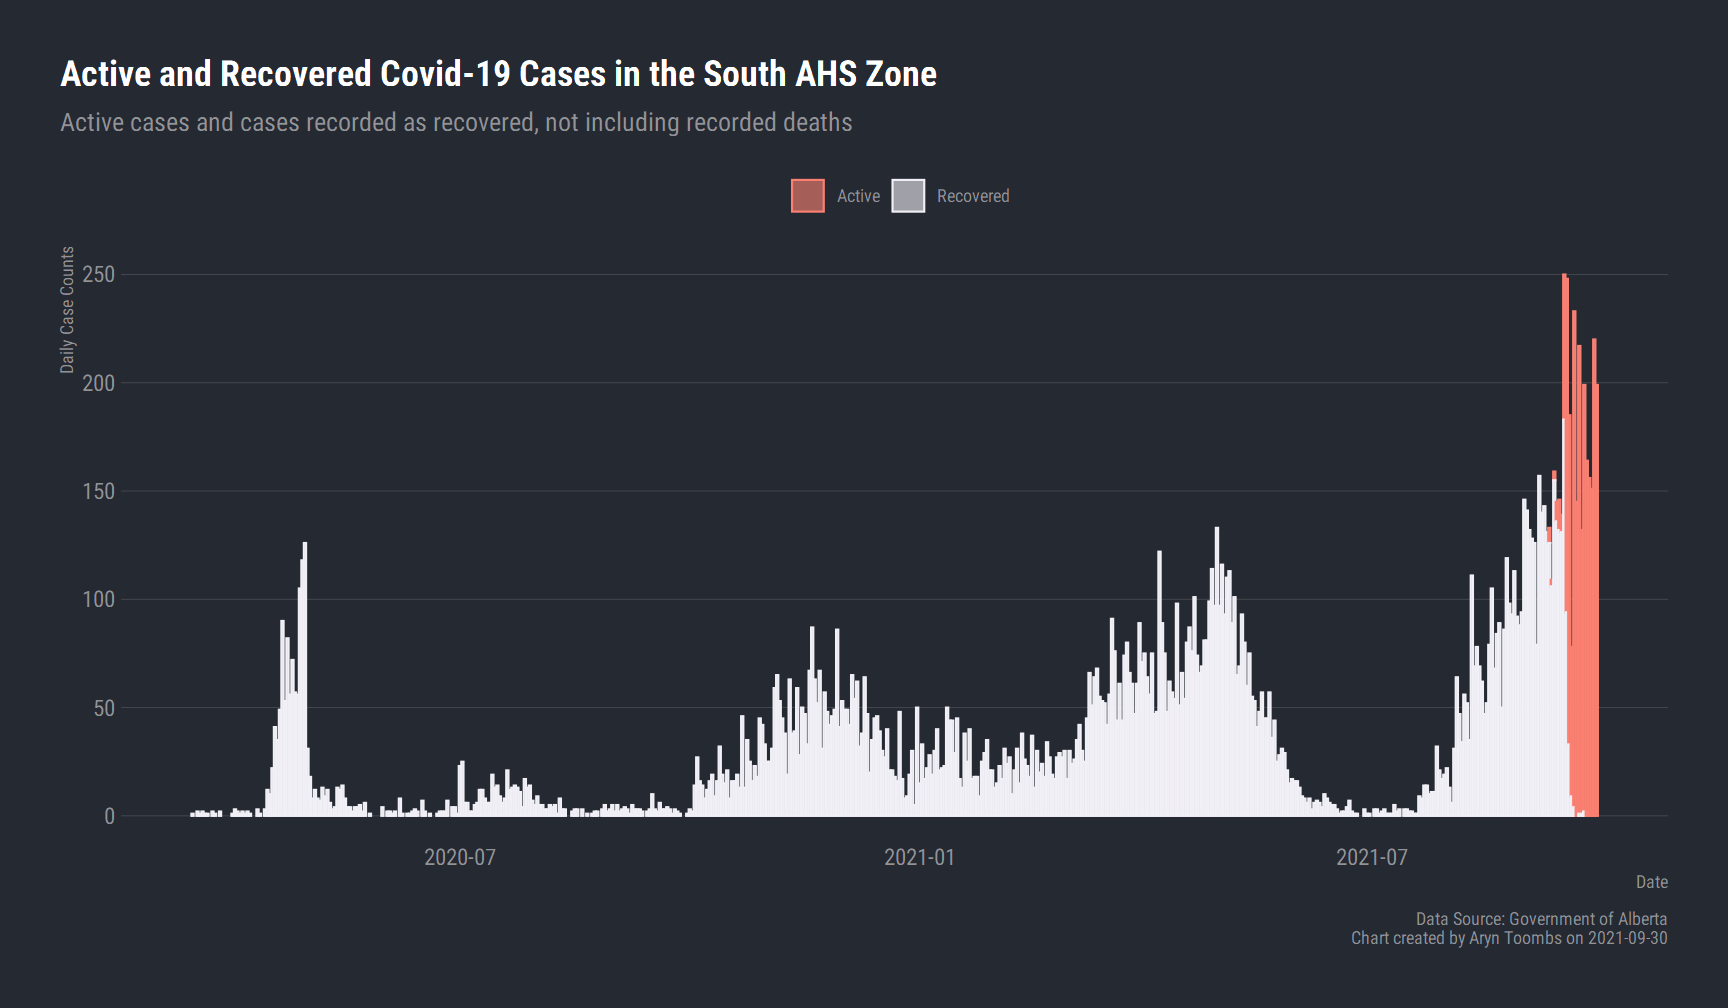 Active and Recovered Covid-19 Cases in the South AHS Zone
Active cases and cases recorded as recovered, not including recorded deaths
Active
Recovered
Daily Case Counts
250
200
150
100
50
0
2020-07
2021-01
2021-07
Date
Data Source: Government of Alberta
Chart created by Aryn Toombs on 2021-09-30